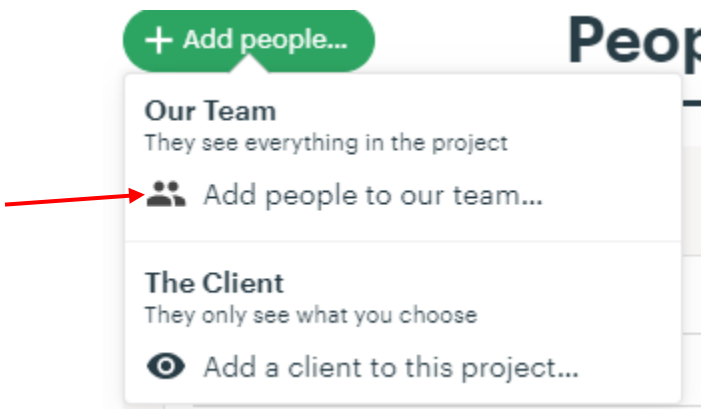 + Add people...
Our Team
They see everything in the project
Add people to our team...
The Client
They only see what you choose
Add a client to this project...